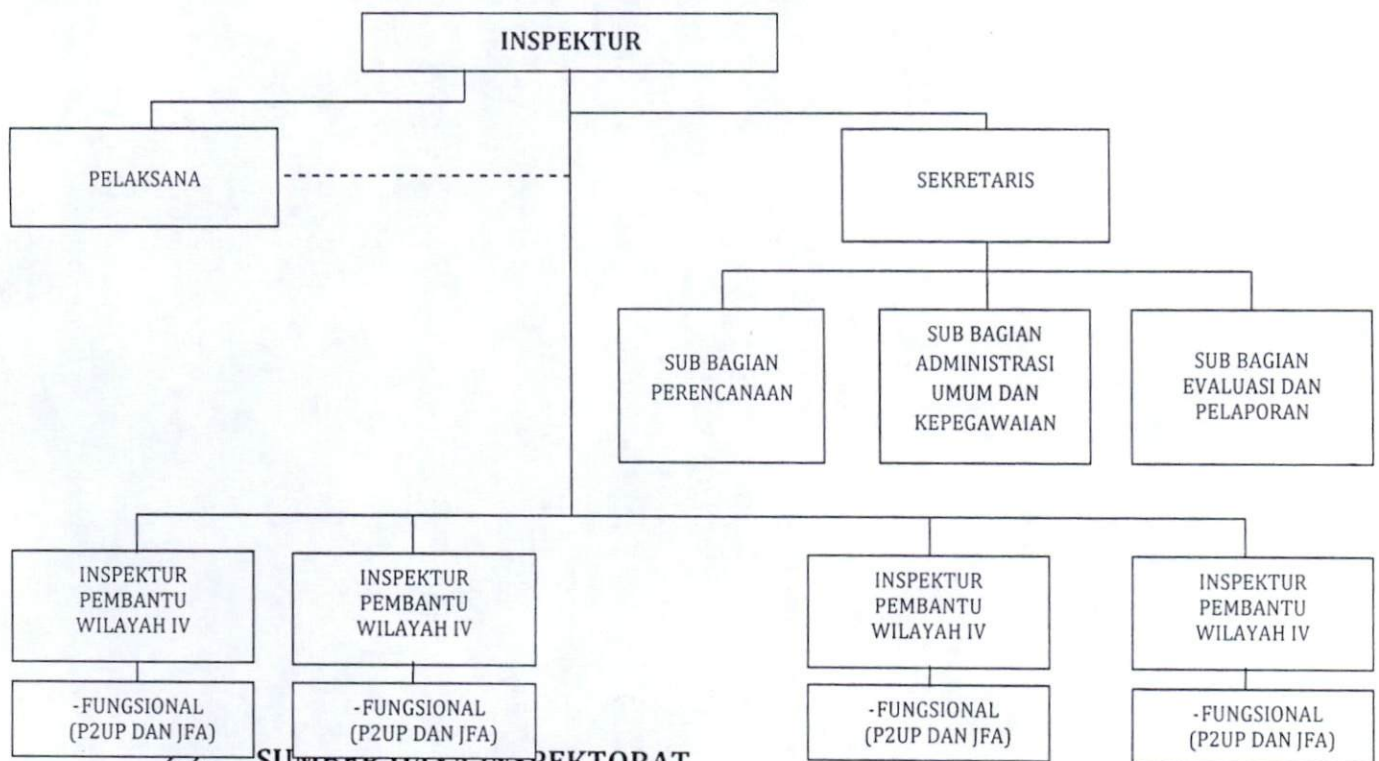 INSPEKTUR
PELAKSANA
SEKRETARIS
SUB BAGIAN
PERENCANAAN
SUB BAGIAN
ADMINISTRASI
UMUM DAN
KEPEGAWAIAN
SUB BAGIAN
EVALUASI DAN
PELAPORAN
INSPEKTUR
PEMBANTU
WILAYAH IV
INSPEKTUR
PEMBANTU
WILAYAH IV
INSPEKTUR
PEMBANTU
WILAYAH IV
INSPEKTUR
PEMBANTU
WILAYAH IV
-FUNGSIONAL
(P2UP DAN JFA)
-FUNGSIONAL
(P2UP DAN JFA)
-FUNGSIONAL
(P2UP DAN JFA)
-FUNGSIONAL
(P2UP DAN JFA)